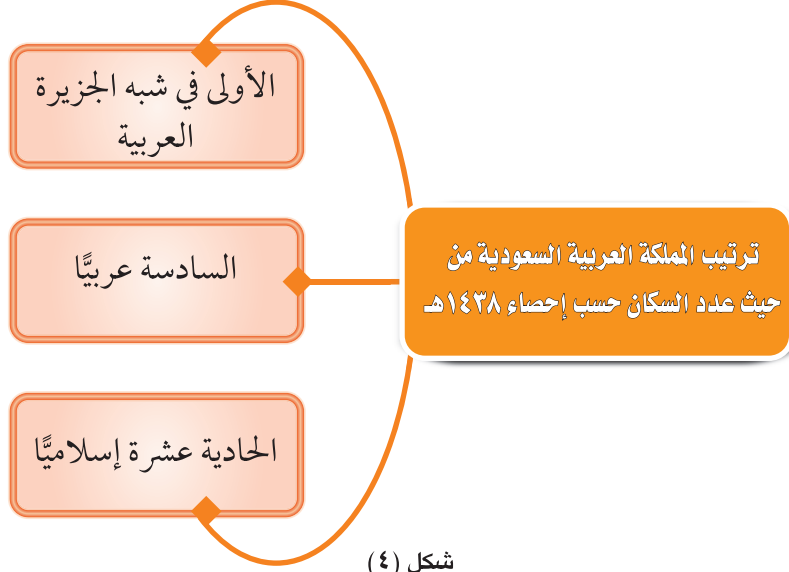 ترتيب المملكة العربية السعودية من
حيث عدد السكان حسب إحصاء ١٤٣٨هـ
الأولى في شبه الجزيرة
العربية
السادسة عربيًّا
الحادية عشرة إسلاميًّا
شكل (٤)